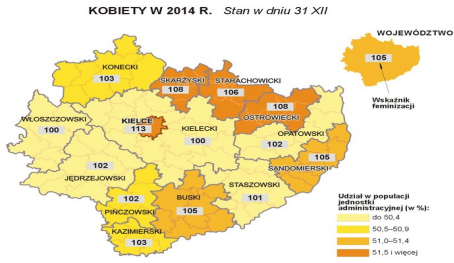 KOBIETY W 2014 R. Stan w dniu 31 XII
WOJEWÓDZTWO
105
Wskaźnik
feminizacji
KONECKI
103
SKARŻYSKI
108
STARACHOWICKI
106
108
OSTROWIECKI
WŁOSZCZOWSKI
100
KIELCE
113
KIELECKI
100
OPATOWSKI
102
105
SANDOMIERSKI
102
JĘDRZEJOWSKI
STASZOWSKI
101
102
PIŃCZOWSKI
BUSKI
105
KAZIMIERSKI
103
Udział w populacji
jednostki
administracyjnej (w %):
do 50,4
50,5–50,9
51,0–51,4
51,5 i więcej